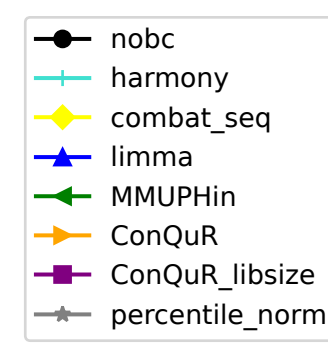 nobc
harmony
combat_seq
limma
MMUPHin
ConQuR
ConQuR_libsize
percentile_norm